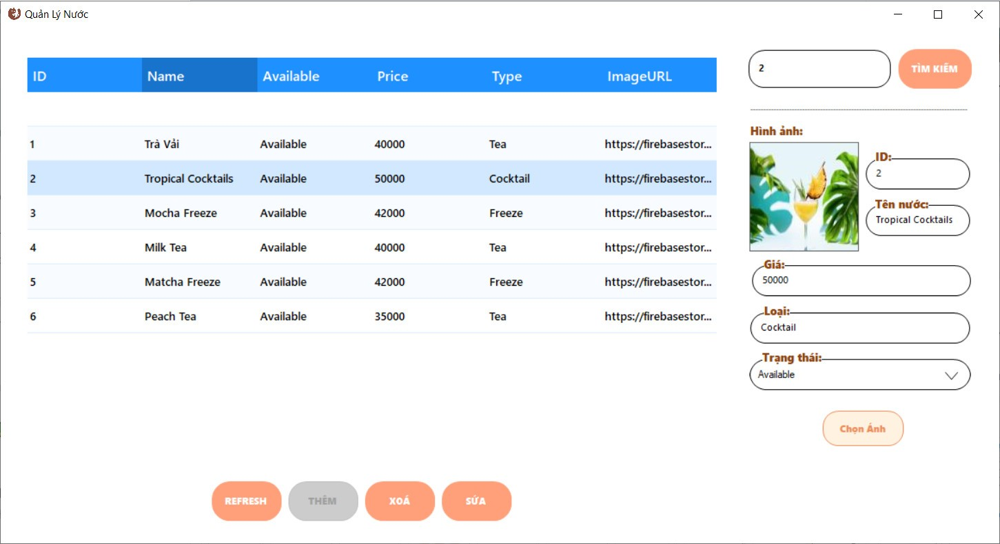 Quản Lý Nước
ID Name Available Price Type ImageURL
1 Trà Vải Available 40000 Tea https://firebasestor...
2 Tropical Cocktails Available 50000 Cocktail https://firebasestor...
3 Mocha Freeze Available 42000 Freeze https://firebasestor...
4 Milk Tea Available 40000 Tea https://firebasestor...
5 Matcha Freeze Available 42000 Freeze https://firebasestor...
6 Peach Tea Available 35000 Tea https://firebasestor...
2 TÌM KIẾM
Hình ảnh:
ID:
2
Tên nước:
Tropical Cocktails
Giá:
50000
Loại:
Cocktail
Trạng thái:
Available
Chọn Ảnh
REFRESH THÊM XOÁ SỬA